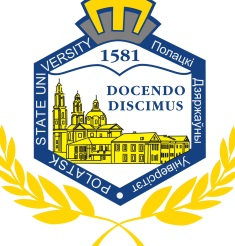 1581
DOCENDO
DISCIMUS
POLATSK STATE UNIVERSITY
Полацкі Дзяржаўны Універсітэт